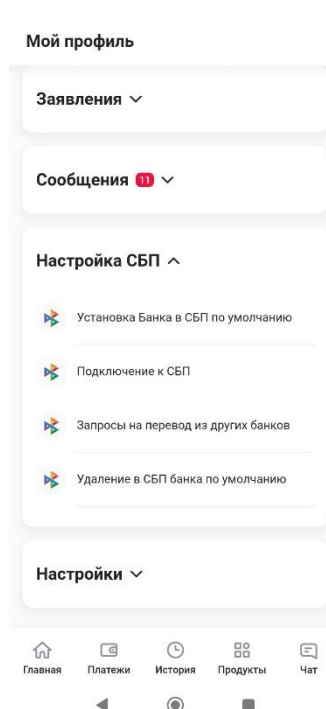 Мой профиль
Заявления
Сообщения 11
Настройка СБП
Установка Банка в СБП по умолчанию
Подключение к СБП
Запросы на перевод из других банков
Удаление в СБП банка по умолчанию
Настройки
Главная Платежи История Продукты Чат